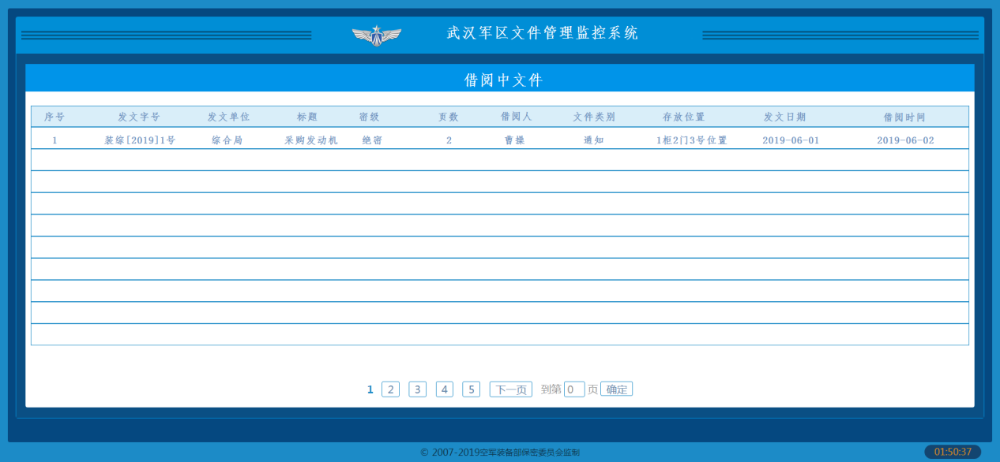 武汉军区文件管理监控系统
借阅中文件
序号 发文字号 发文单位 标题 密级 页数 借阅人 文件类别 存放位置 发文日期 借阅时间
1 装综[2019]1号 综合局 采购发动机 绝密 2 曹操 通知 1柜2门3号位置 2019-06-01 2019-06-02
1 2 3 4 5 下一页 到第 0 页 确定
© 2007-2019空军装备部保密委员会监制
01:50:37